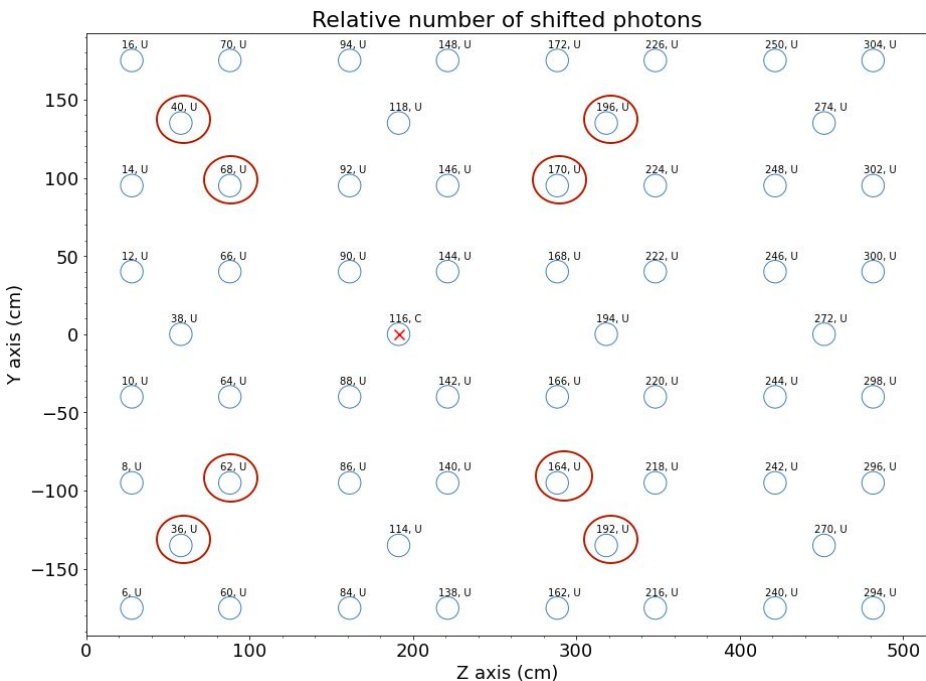 Relative number of shifted photons
16, U 70, U 94, U 148, U 172, U 226, U 250, U 304, U
150
40, U 118, U 196, U 274, U
100
14, U 68, U 92, U 146, U 170, U 224, U 248, U 302, U
50
12, U 66, U 90, U 144, U 168, U 222, U 246, U 300, U
0
38, U 116, C 194, U 272, U
10, U 64, U 88, U 142, U 166, U 220, U 244, U 298, U
−50
8, U 62, U 86, U 140, U 164, U 218, U 242, U 296, U
−100
36, U 114, U 192, U 270, U
−150
6, U 60, U 84, U 138, U 162, U 216, U 240, U 294, U
Y axis (cm)
0 100 200 300 400 500
Z axis (cm)